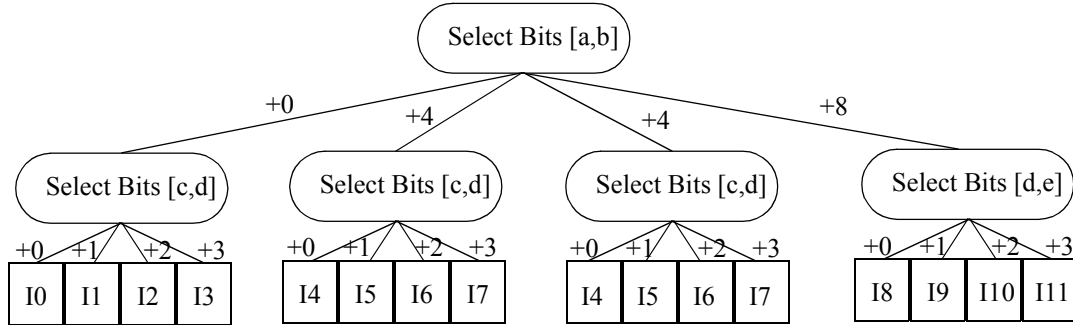 Select Bits [a,b]
+0 +4 +4 +8
Select Bits [c,d] Select Bits [c,d] Select Bits [c,d] Select Bits [d,e]
+0 +1 +2 +3 +0 +1 +2 +3 +0 +1 +2 +3 +0 +1 +2 +3
I0 I1 I2 I3 I4 I5 I6 I7 I4 I5 I6 I7 I8 I9 I10 I11